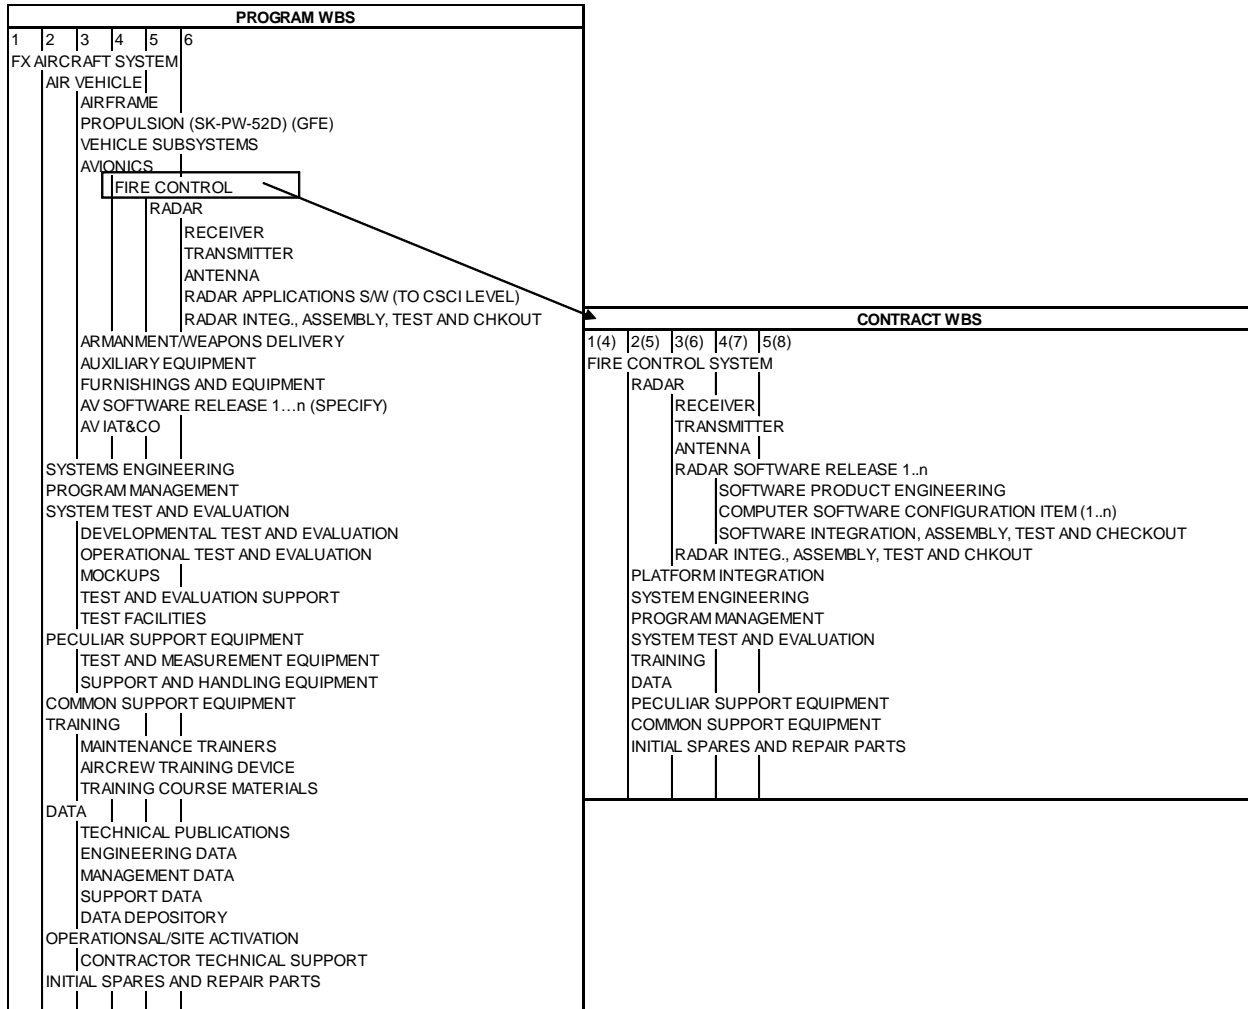 PROGRAM WBS
1 2 3 4 5 6
FX AIRCRAFT SYSTEM
AIR VEHICLE
AIRFRAME
PROPULSION (SK-PW-52D) (GFE)
VEHICLE SUBSYSTEMS
AVIONICS
FIRE CONTROL
RADAR
RECEIVER
TRANSMITTER
ANTENNA
RADAR APPLICATIONS S/W (TO CSCI LEVEL)
RADAR INTEG., ASSEMBLY, TEST AND CHKOUT
ARMANMENT/WEAPONS DELIVERY
AUXILIARY EQUIPMENT
FURNISHINGS AND EQUIPMENT
AV SOFTWARE RELEASE 1…n (SPECIFY)
AV IAT&CO
SYSTEMS ENGINEERING
PROGRAM MANAGEMENT
SYSTEM TEST AND EVALUATION
DEVELOPMENTAL TEST AND EVALUATION
OPERATIONAL TEST AND EVALUATION
MOCKUPS
TEST AND EVALUATION SUPPORT
TEST FACILITIES
PECULIAR SUPPORT EQUIPMENT
TEST AND MEASUREMENT EQUIPMENT
SUPPORT AND HANDLING EQUIPMENT
COMMON SUPPORT EQUIPMENT
TRAINING
MAINTENANCE TRAINERS
AIRCREW TRAINING DEVICE
TRAINING COURSE MATERIALS
DATA
TECHNICAL PUBLICATIONS
ENGINEERING DATA
MANAGEMENT DATA
SUPPORT DATA
DATA DEPOSITORY
OPERATIONSAL/SITE ACTIVATION
CONTRACTOR TECHNICAL SUPPORT
INITIAL SPARES AND REPAIR PARTS
CONTRACT WBS
1(4) 2(5) 3(6) 4(7) 5(8)
FIRE CONTROL SYSTEM
RADAR
RECEIVER
TRANSMITTER
ANTENNA
RADAR SOFTWARE RELEASE 1..n
SOFTWARE PRODUCT ENGINEERING
COMPUTER SOFTWARE CONFIGURATION ITEM (1..n)
SOFTWARE INTEGRATION, ASSEMBLY, TEST AND CHECKOUT
RADAR INTEG., ASSEMBLY, TEST AND CHKOUT
PLATFORM INTEGRATION
SYSTEM ENGINEERING
PROGRAM MANAGEMENT
SYSTEM TEST AND EVALUATION
TRAINING
DATA
PECULIAR SUPPORT EQUIPMENT
COMMON SUPPORT EQUIPMENT
INITIAL SPARES AND REPAIR PARTS